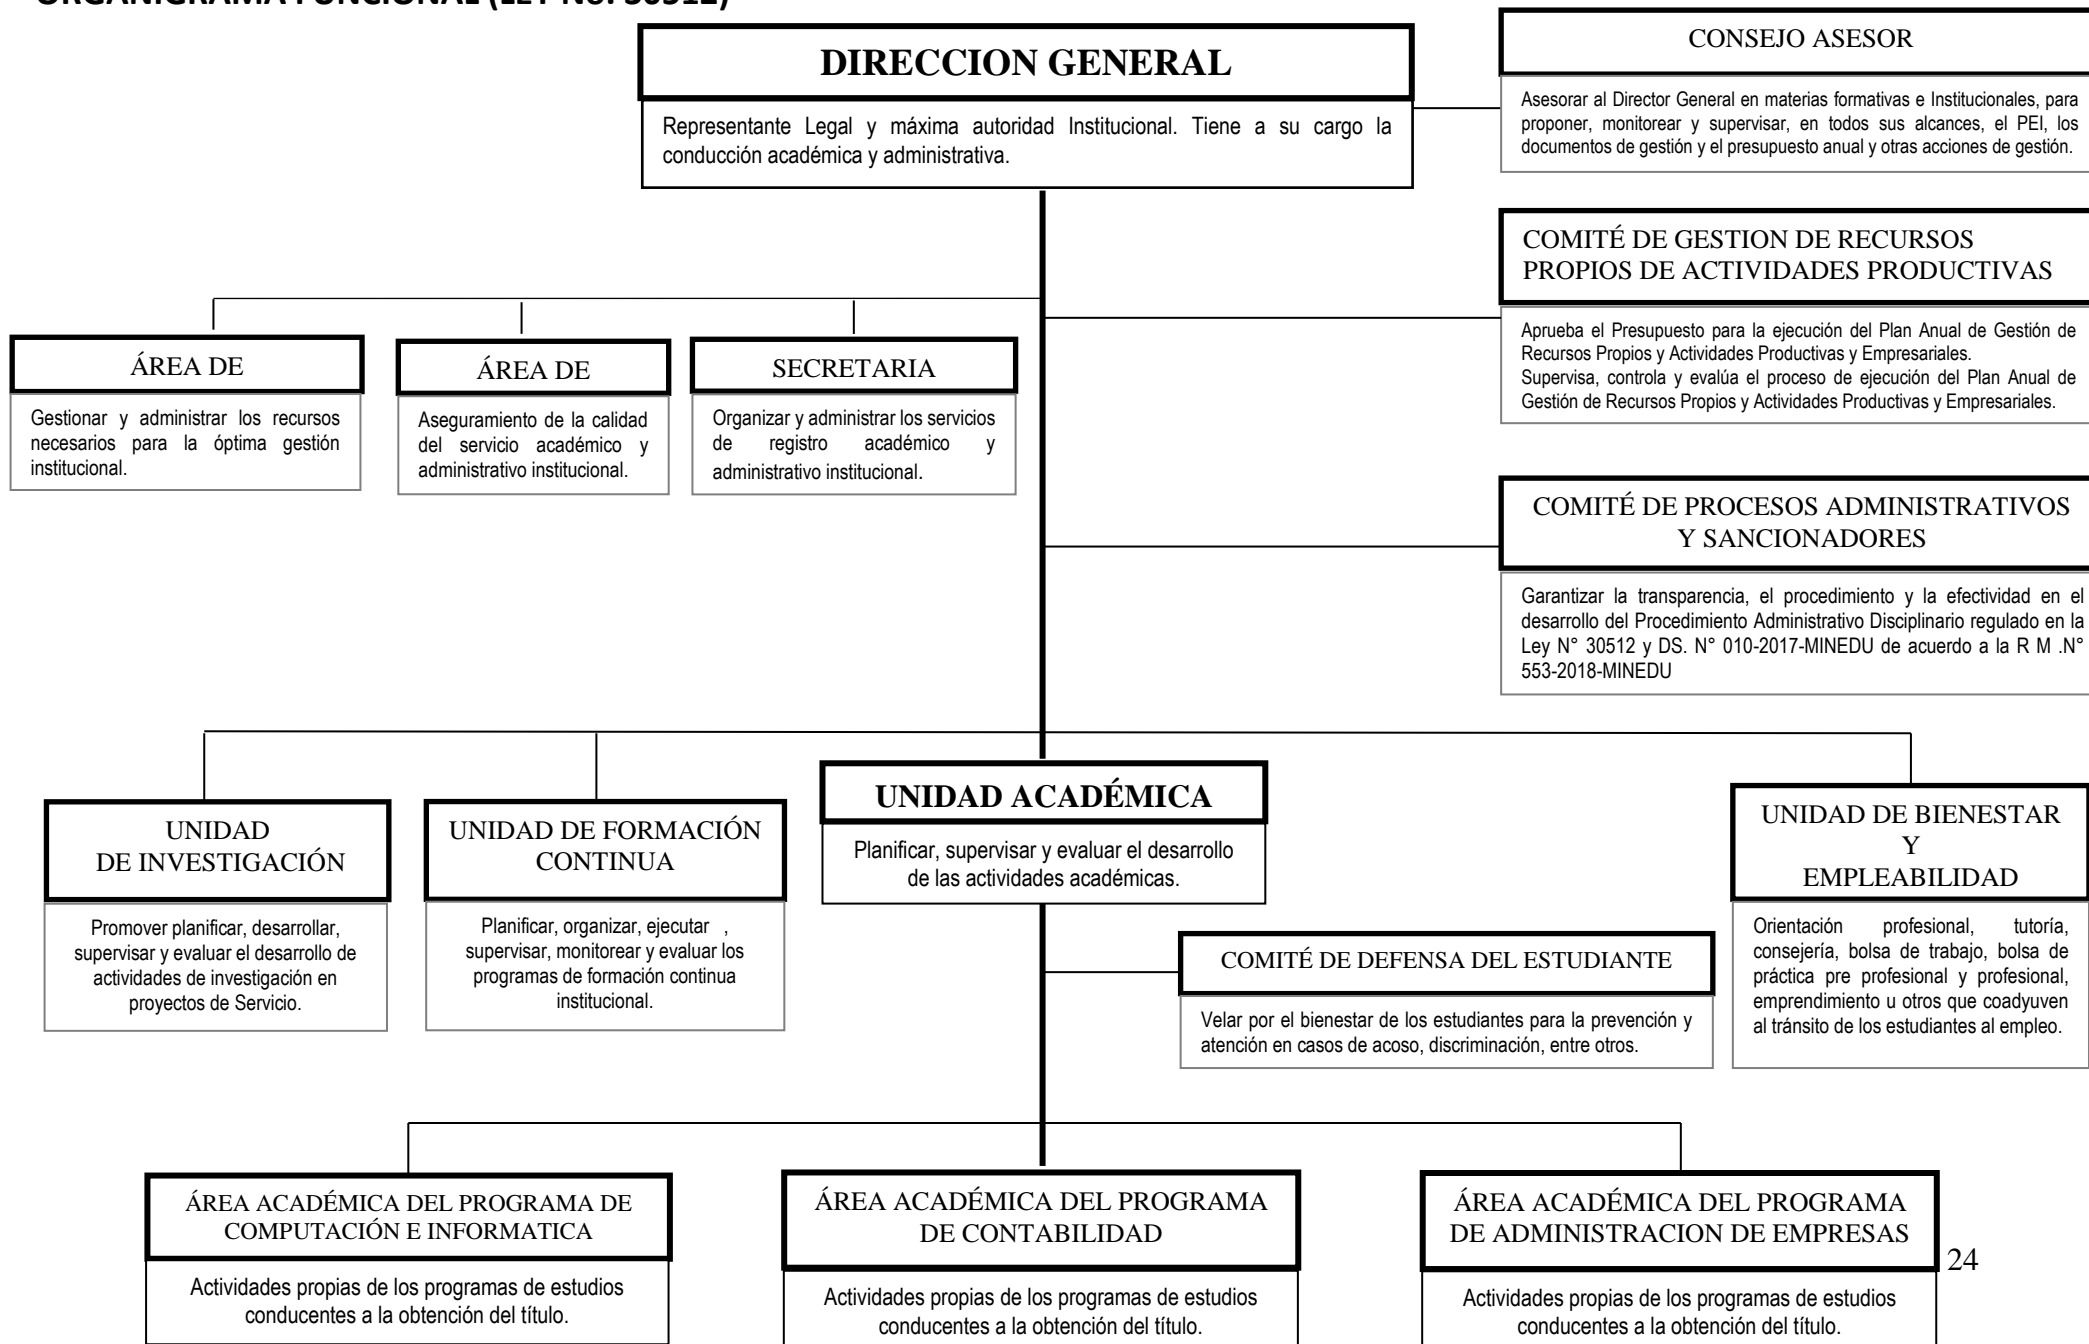 ORGANIGRAMA FUNCIONAL (LEY No. 30512)
DIRECCION GENERAL
Representante Legal y máxima autoridad Institucional. Tiene a su cargo la
conducción académica y administrativa.
CONSEJO ASESOR
Asesorar al Director General en materias formativas e Institucionales, para
proponer, monitorear y supervisar, en todos sus alcances, el PEI, los
documentos de gestión y el presupuesto anual y otras acciones de gestión.
COMITÉ DE GESTION DE RECURSOS
PROPIOS DE ACTIVIDADES PRODUCTIVAS
Aprueba el Presupuesto para la ejecución del Plan Anual de Gestión de
Recursos Propios y Actividades Productivas y Empresariales.
Supervisa, controla y evalúa el proceso de ejecución del Plan Anual de
Gestión de Recursos Propios y Actividades Productivas y Empresariales.
ÁREA DE
Gestionar y administrar los recursos
necesarios para la óptima gestión
institucional.
ÁREA DE
Aseguramiento de la calidad
del servicio académico y
administrativo institucional.
SECRETARIA
Organizar y administrar los servicios
de registro académico y
administrativo institucional.
COMITÉ DE PROCESOS ADMINISTRATIVOS
Y SANCIONADORES
Garantizar la transparencia, el procedimiento y la efectividad en el
desarrollo del Procedimiento Administrativo Disciplinario regulado en la
Ley N° 30512 y DS. N° 010-2017-MINEDU de acuerdo a la R M .N°
553-2018-MINEDU
UNIDAD
DE INVESTIGACIÓN
Promover planificar, desarrollar,
supervisar y evaluar el desarrollo de
actividades de investigación en
proyectos de Servicio.
UNIDAD DE FORMACIÓN
CONTINUA
Planificar, organizar, ejecutar ,
supervisar, monitorear y evaluar los
programas de formación continua
institucional.
UNIDAD ACADÉMICA
Planificar, supervisar y evaluar el desarrollo
de las actividades académicas.
UNIDAD DE BIENESTAR
Y
EMPLEABILIDAD
Orientación profesional, tutoría,
consejería, bolsa de trabajo, bolsa de
práctica pre profesional y profesional,
emprendimiento u otros que coadyuven
al tránsito de los estudiantes al empleo.
COMITÉ DE DEFENSA DEL ESTUDIANTE
Velar por el bienestar de los estudiantes para la prevención y
atención en casos de acoso, discriminación, entre otros.
ÁREA ACADÉMICA DEL PROGRAMA DE
COMPUTACIÓN E INFORMATICA
Actividades propias de los programas de estudios
conducentes a la obtención del título.
ÁREA ACADÉMICA DEL PROGRAMA
DE CONTABILIDAD
Actividades propias de los programas de estudios
conducentes a la obtención del título.
ÁREA ACADÉMICA DEL PROGRAMA
DE ADMINISTRACION DE EMPRESAS
Actividades propias de los programas de estudios
conducentes a la obtención del título.
24